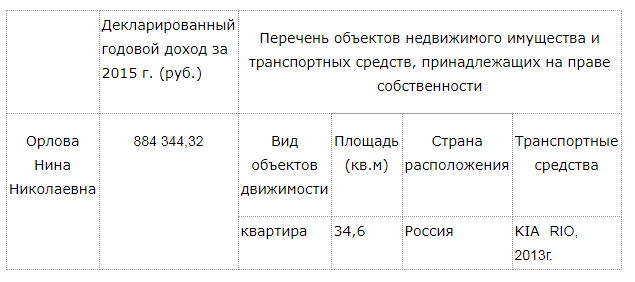 Декларированный
годовой доход за
2015 г. (руб.)
Перечень объектов недвижимого имущества и
транспортных средств, принадлежащих на праве
собственности
Орлова
Нина
Николаевна
884 344,32
Вид
объектов
движимости
Площадь
(кв.м)
Страна
расположения
Транспортные
средства
квартира
34,6
Россия
KIA RIO,
2013г.